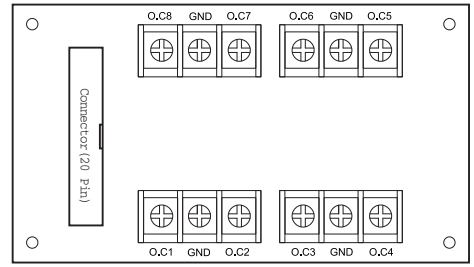 O.C8 GND O.C7 O.C6 GND O.C5
Connector(20 Pin)
O.C1 GND O.C2 O.C3 GND O.C4